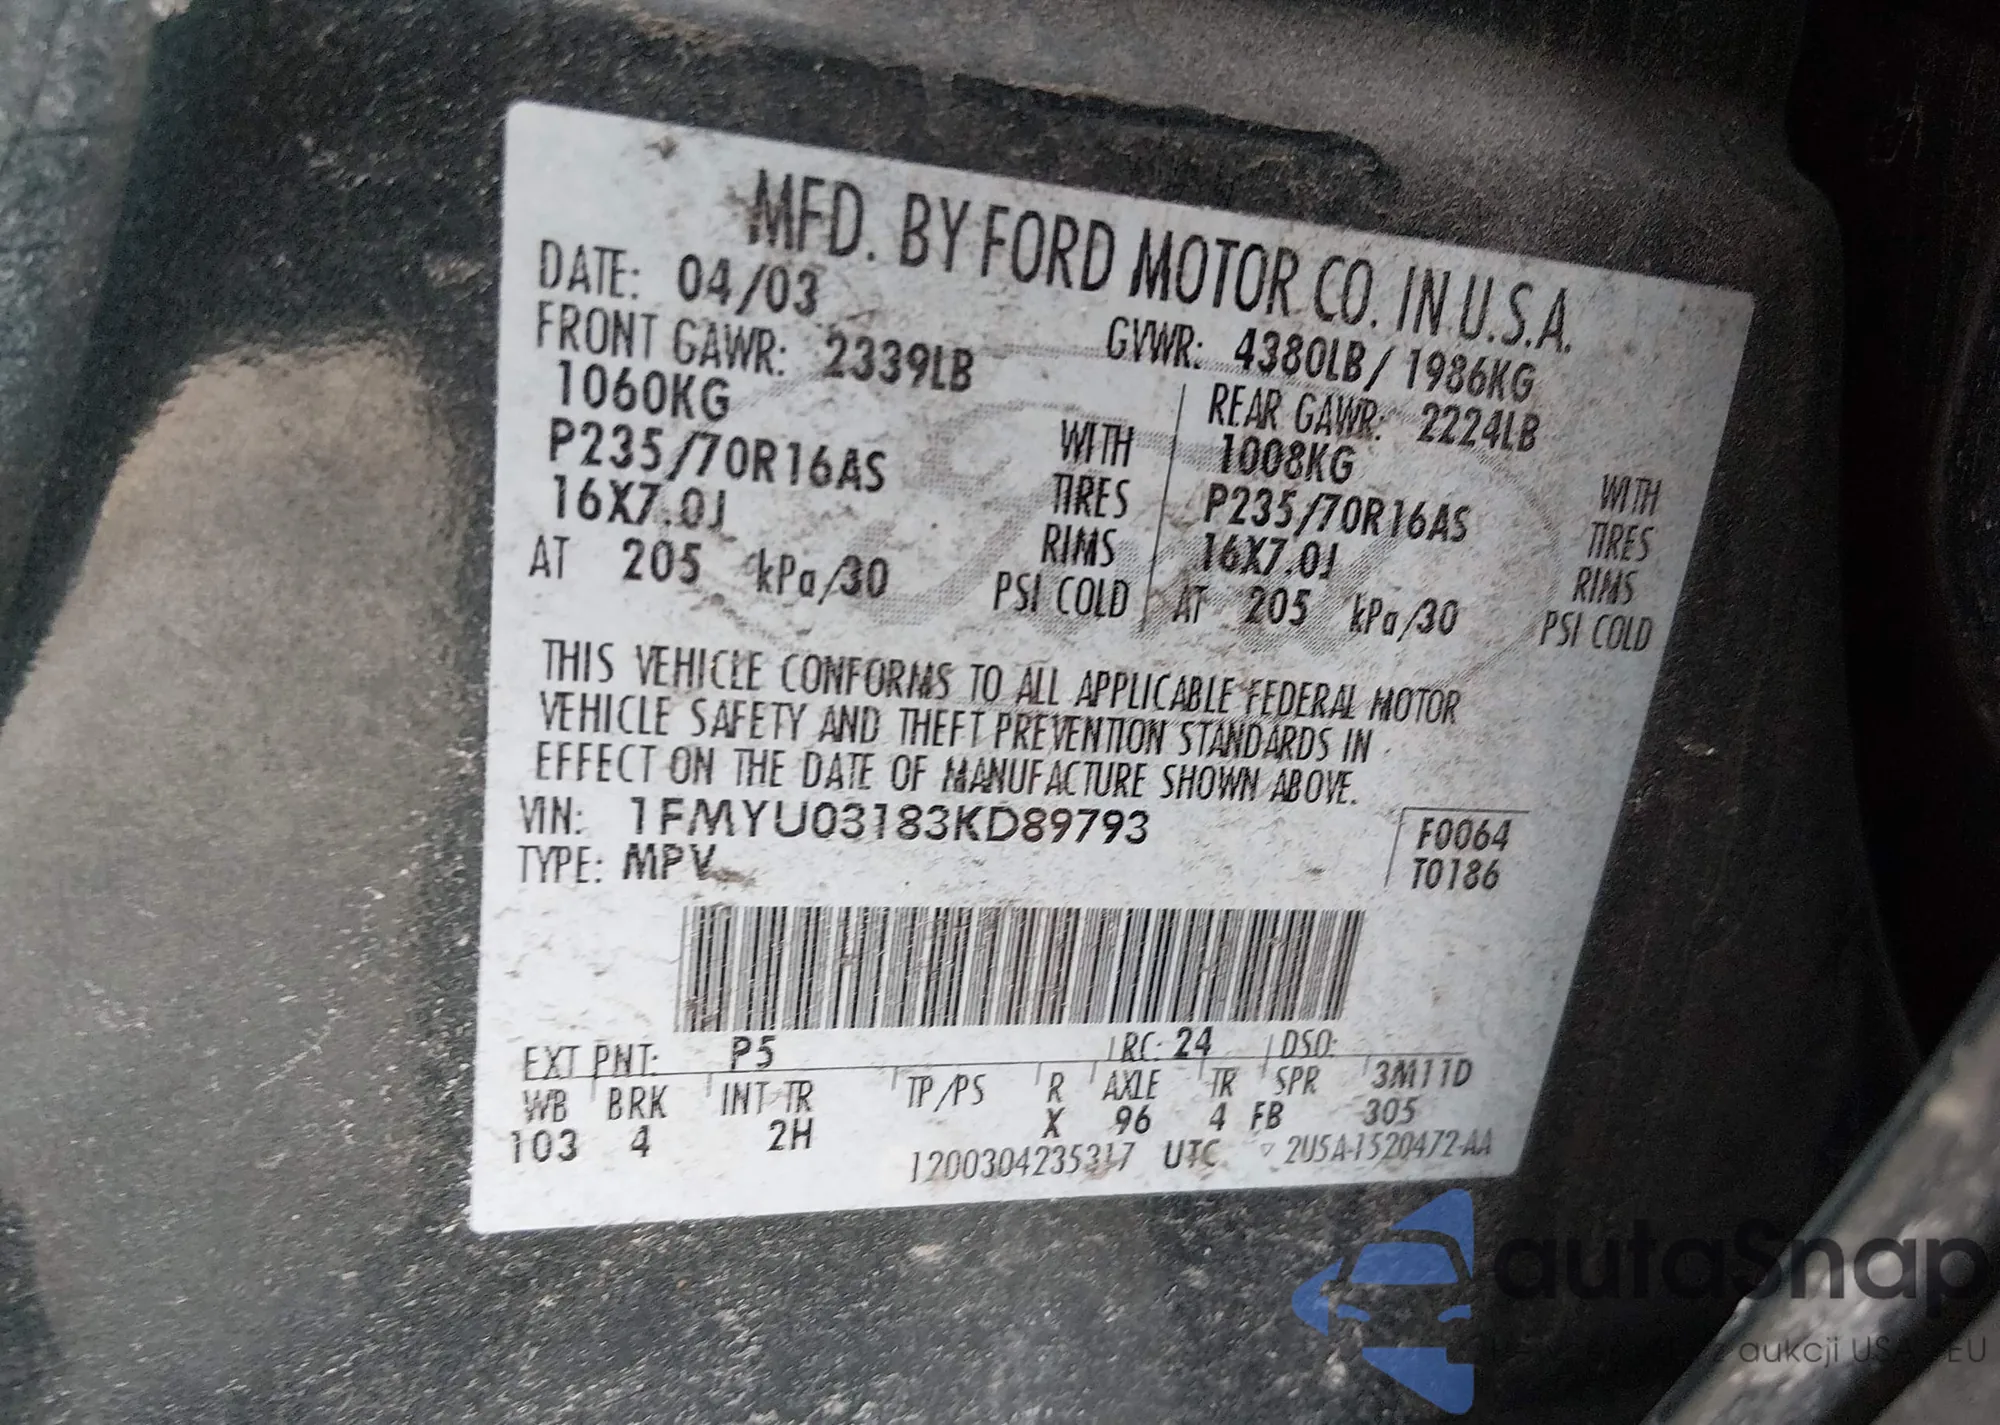 MFD. BY FORD MOTOR CO. IN U.S.A.
DATE: 04/03 GVWR: 4380LB / 1986KG
FRONT GAWR: 2339LB REAR GAWR: 2224LB
1060KG WITH 1008KG WITH
P235/70R16AS TIRES P235/70R16AS TIRES
16X7.0J RIMS 16X7.0J RIMS
AT 205 kPa/30 PSI COLD AT 205 kPa/30 PSI COLD
THIS VEHICLE CONFORMS TO ALL APPLICABLE FEDERAL MOTOR
VEHICLE SAFETY AND THEFT PREVENTION STANDARDS IN
EFFECT ON THE DATE OF MANUFACTURE SHOWN ABOVE.
VIN: 1FMYU03183KD89793 F0064
TYPE: MPV T0186
EXT PNT: P5 RC: 24 DSO:
WB BRK INT TR TP/PS R AXLE TR SPR 3M11D
103 4 2H X 96 4 FB 305
1200304235317 UTC ▽ 2U5A-1520472-AA
autaSnap
z aukcji USA EU